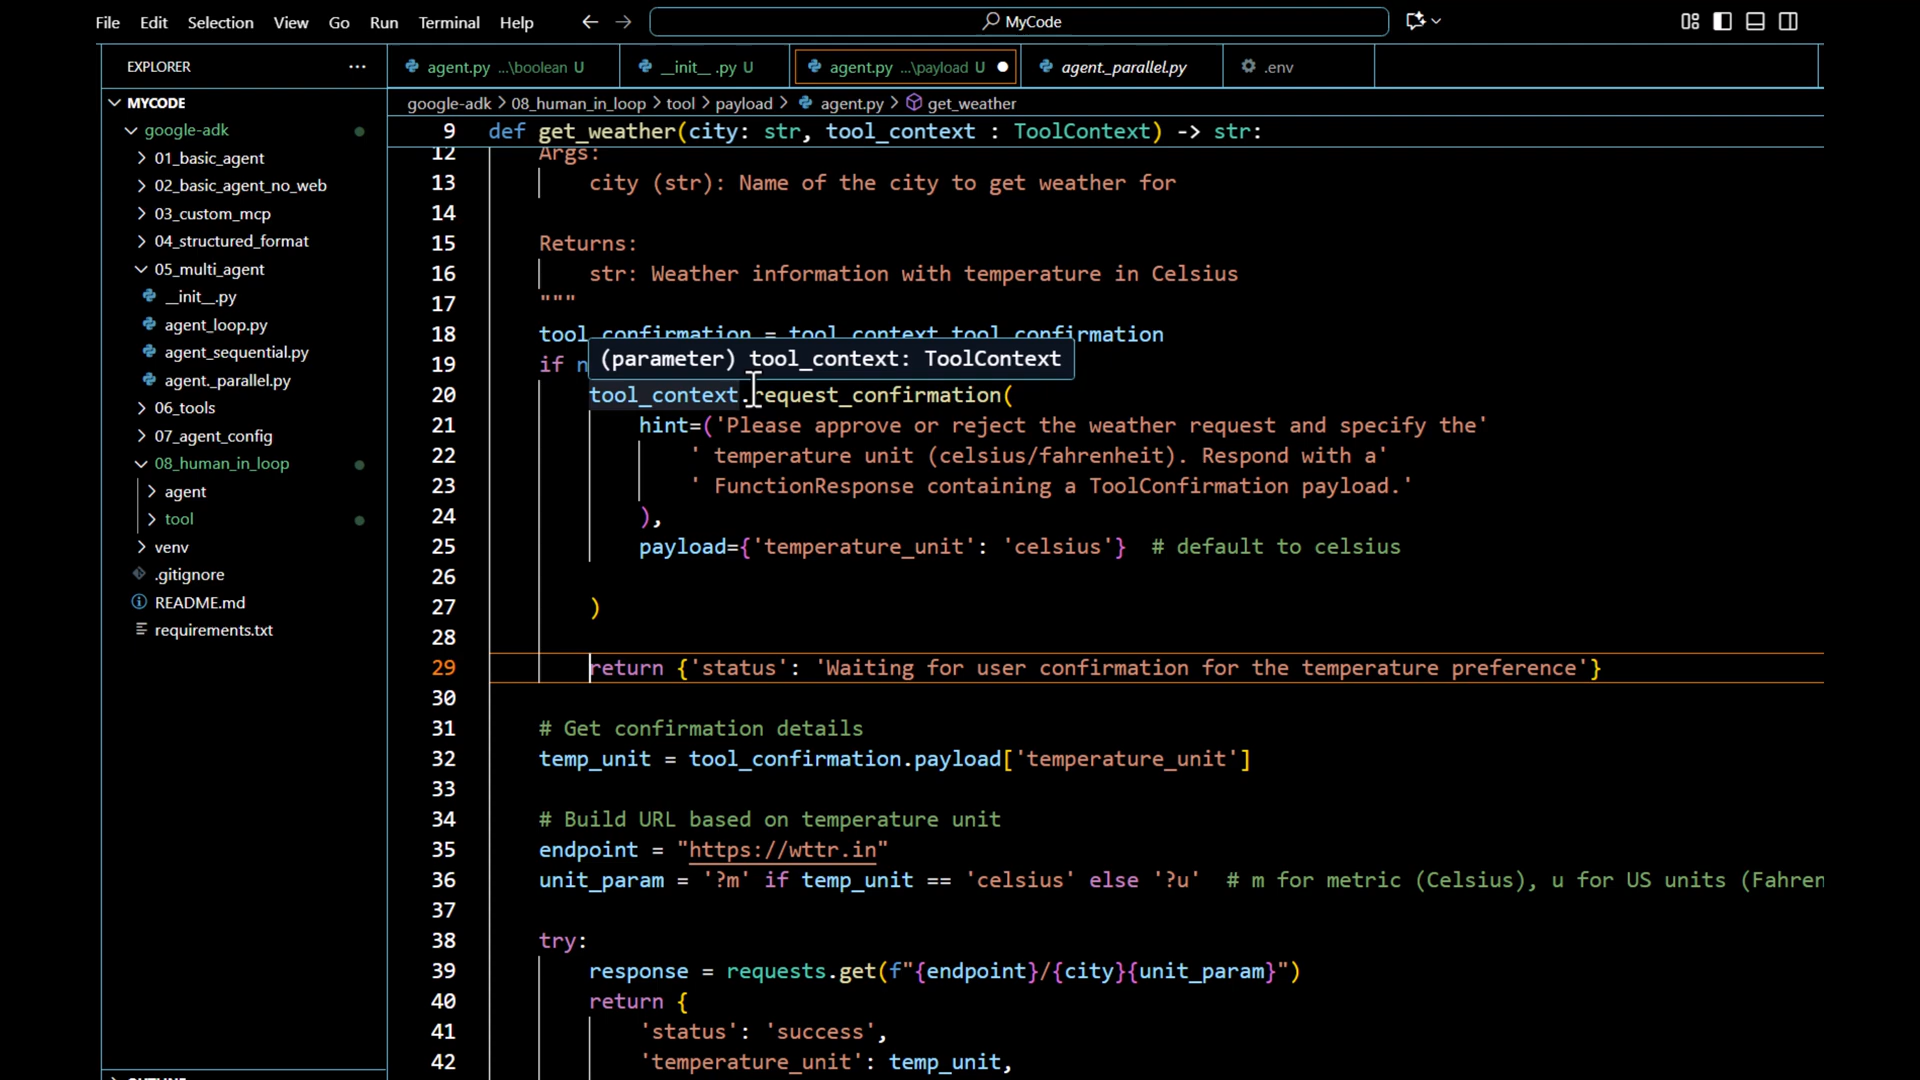 File Edit Selection View Go Run Terminal Help MyCode
EXPLORER
agent.py ...\boolean U __init__.py U agent.py ...\payload U agent._parallel.py .env
MYCODE
google-adk > 08_human_in_loop > tool > payload > agent.py > get_weather
google-adk
01_basic_agent
02_basic_agent_no_web
03_custom_mcp
04_structured_format
05_multi_agent
__init__.py
agent_loop.py
agent_sequential.py
agent._parallel.py
06_tools
07_agent_config
08_human_in_loop
agent
tool
venv
.gitignore
README.md
requirements.txt
9 def get_weather(city: str, tool_context : ToolContext) -> str:
12 Args:
13 city (str): Name of the city to get weather for
14
15 Returns:
16 str: Weather information with temperature in Celsius
17 """
18 tool_confirmation = tool_context.tool_confirmation
(parameter) tool_context: ToolContext
19 if n
20 tool_context.request_confirmation(
21 hint=('Please approve or reject the weather request and specify the'
22 ' temperature unit (celsius/fahrenheit). Respond with a'
23 ' FunctionResponse containing a ToolConfirmation payload.'
24 ),
25 payload={'temperature_unit': 'celsius'} # default to celsius
26
27 )
28
29 return {'status': 'Waiting for user confirmation for the temperature preference'}
30
31 # Get confirmation details
32 temp_unit = tool_confirmation.payload['temperature_unit']
33
34 # Build URL based on temperature unit
35 endpoint = "https://wttr.in"
36 unit_param = '?m' if temp_unit == 'celsius' else '?u' # m for metric (Celsius), u for US units (Fahren
37
38 try:
39 response = requests.get(f"{endpoint}/{city}{unit_param}")
40 return {
41 'status': 'success',
42 'temperature_unit': temp_unit,